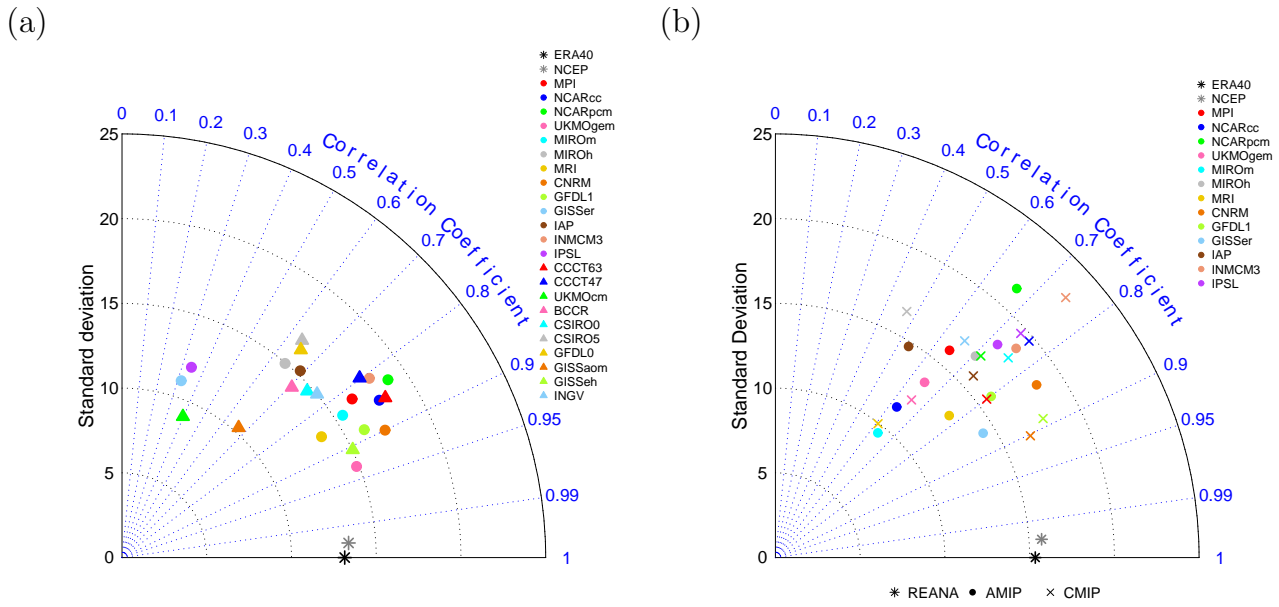 (a)
(b)
ERA40
NCEP
MPI
NCARcc
NCARpcm
UKMOgem
MIROm
MIROh
MRI
CNRM
GFDL1
GISSer
IAP
INMCM3
IPSL
CCCT63
CCCT47
UKMOcm
BCCR
CSIRO0
CSIRO5
GFDL0
GISSaom
GISSeh
INGV
Standard deviation
25
20
15
10
5
0
0
0.1
0.2
0.3
0.4
0.5
0.6
0.7
0.8
0.9
0.95
0.99
1
Correlation Coefficient
ERA40
NCEP
MPI
NCARcc
NCARpcm
UKMOgem
MIROm
MIROh
MRI
CNRM
GFDL1
GISSer
IAP
INMCM3
IPSL
Standard Deviation
25
20
15
10
5
0
0
0.1
0.2
0.3
0.4
0.5
0.6
0.7
0.8
0.9
0.95
0.99
1
Correlation Coefficient
REANA AMIP CMIP